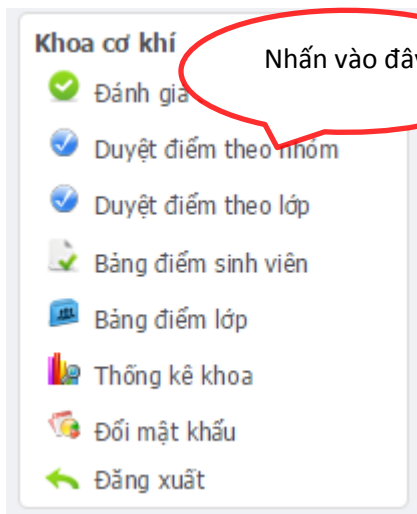 Khoa cơ khí
Nhấn vào đây
Đánh giá
Duyệt điểm theo nhóm
Duyệt điểm theo lớp
Bảng điểm sinh viên
Bảng điểm lớp
Thống kê khoa
Đổi mật khẩu
Đăng xuất